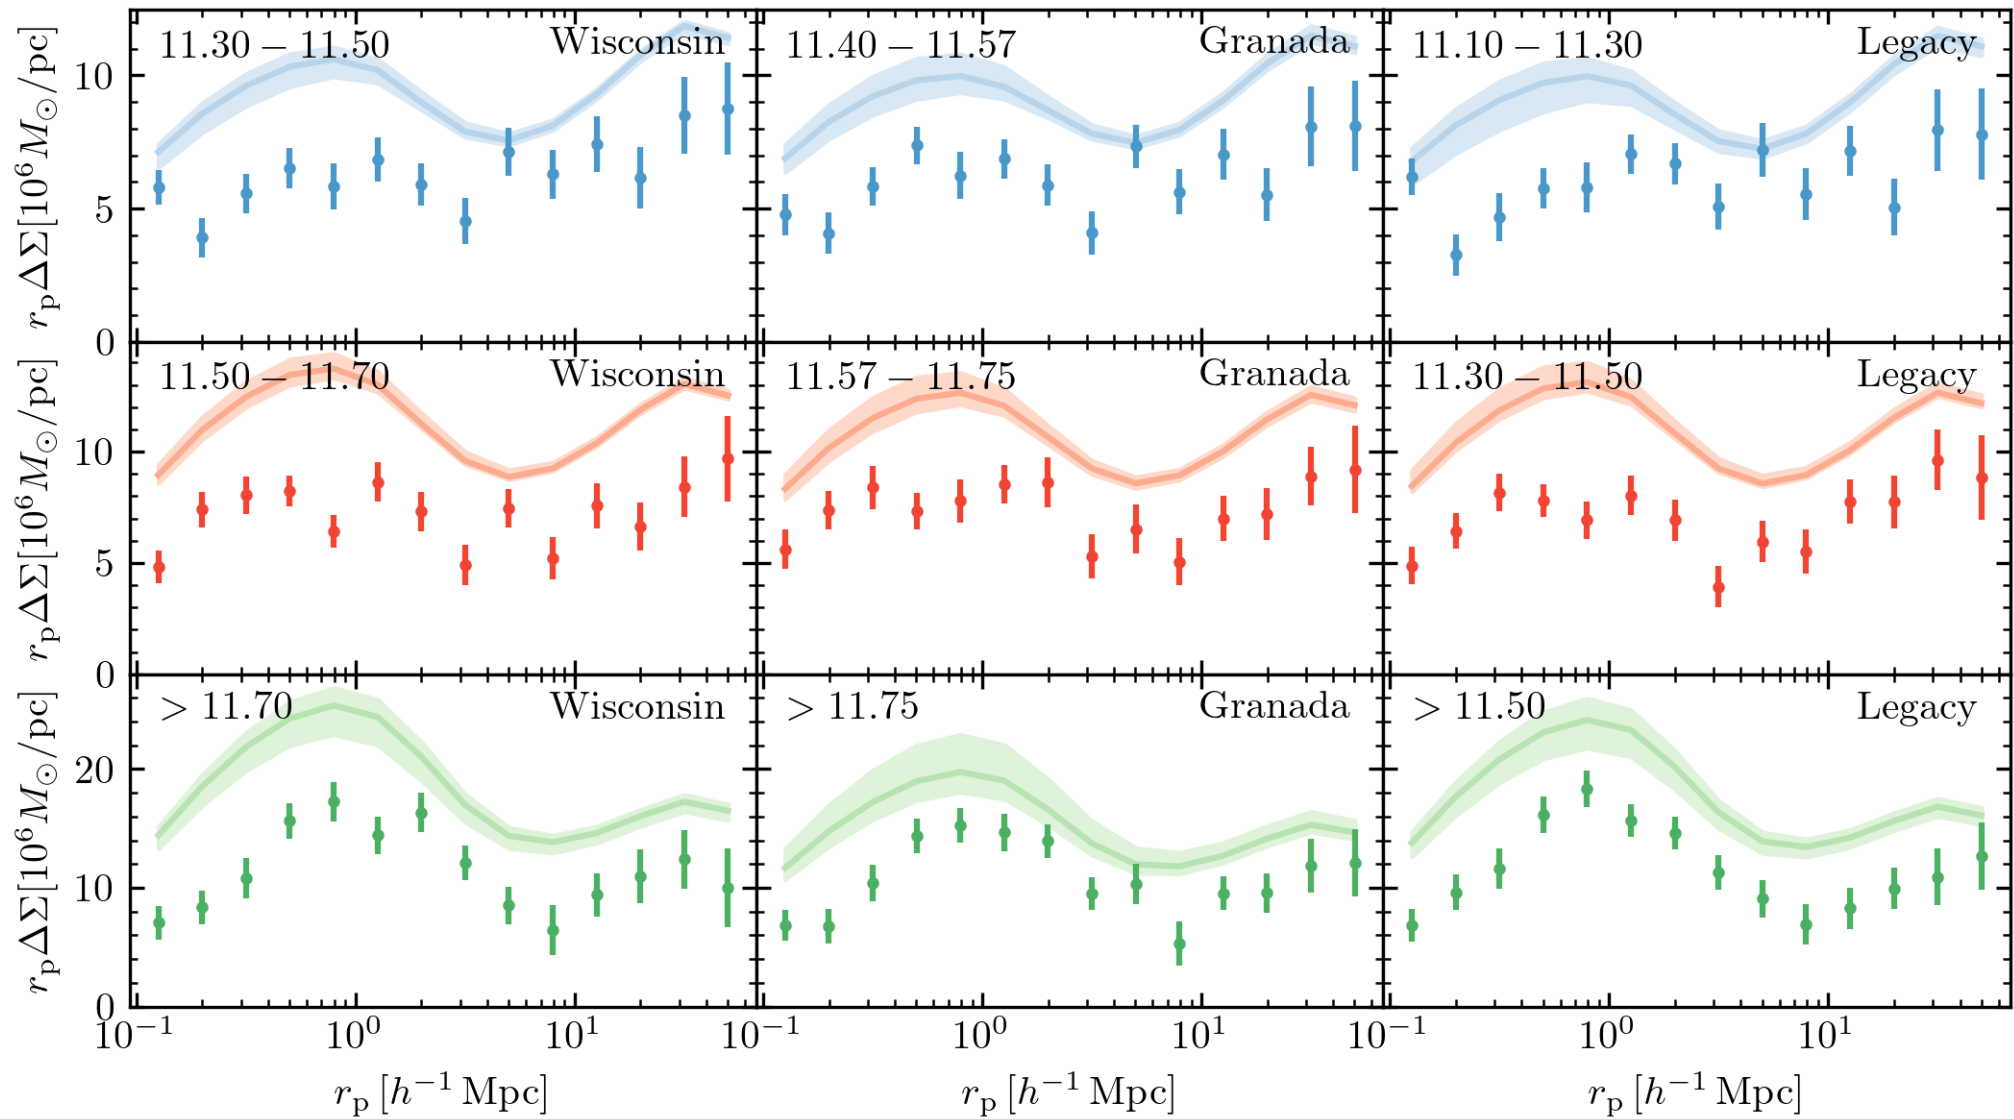 11.30 − 11.50 Wisconsin
11.40 − 11.57 Granada
11.10 − 11.30 Legacy
10
5
0
r_p ΔΣ[10^6 M_⊙/pc]
11.50 − 11.70 Wisconsin
11.57 − 11.75 Granada
11.30 − 11.50 Legacy
10
5
0
r_p ΔΣ[10^6 M_⊙/pc]
> 11.70 Wisconsin
> 11.75 Granada
> 11.50 Legacy
20
10
0
r_p ΔΣ[10^6 M_⊙/pc]
10^−1 10^0 10^1
10^−1 10^0 10^1
10^−1 10^0 10^1
r_p [h^−1 Mpc]
r_p [h^−1 Mpc]
r_p [h^−1 Mpc]